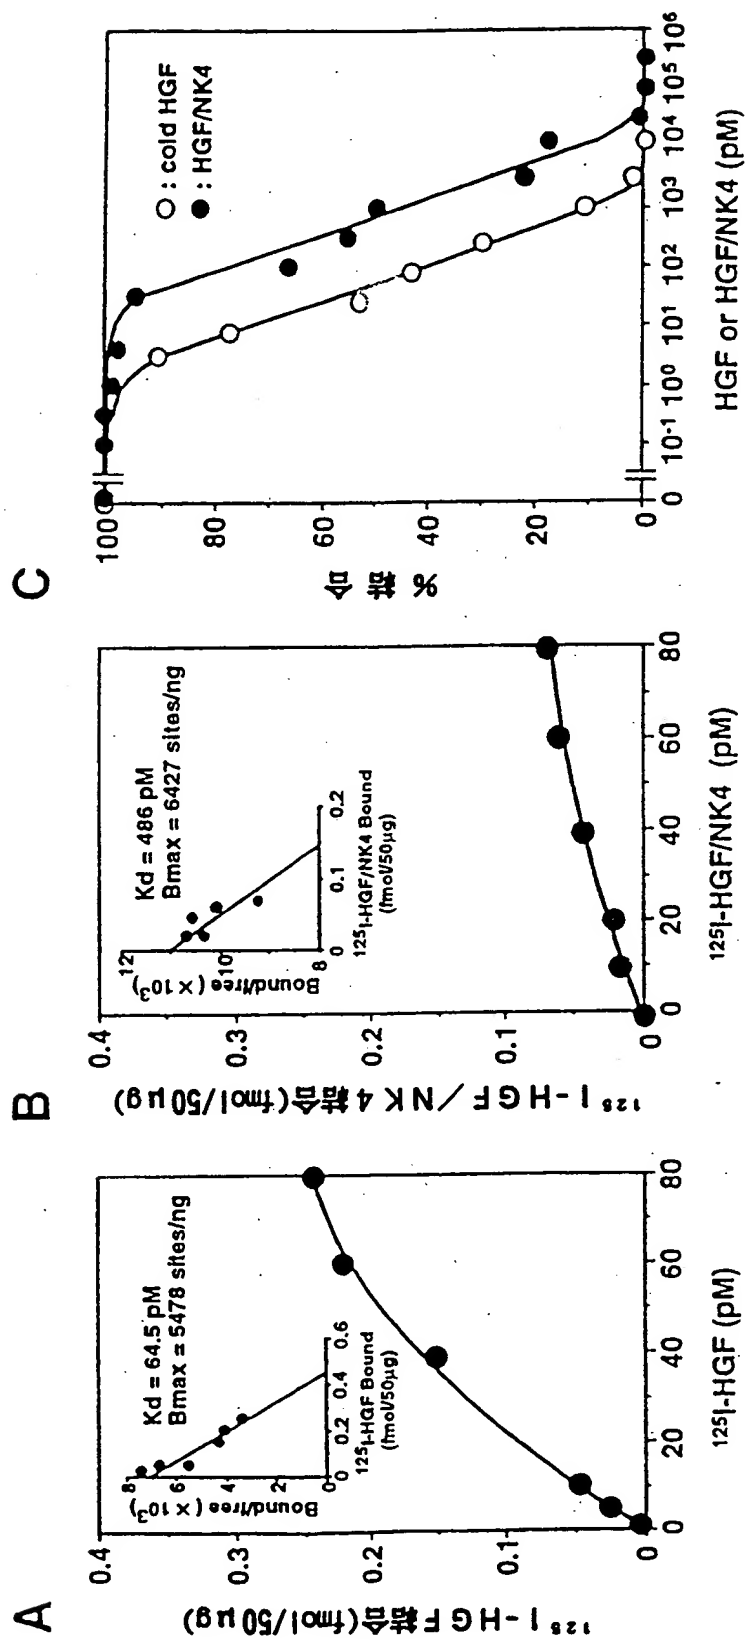 A
¹²⁵I-HGF結合(fmol/50μg)
0.4
0.3
0.2
0.1
0
Kd = 64.5 pM
Bmax = 5478 sites/ng
Bound/free (×10³)
8
6
4
2
0
0 0.2 0.4 0.6
¹²⁵I-HGF Bound
(fmol/50μg)
0 20 40 60 80
¹²⁵I-HGF (pM)
B
¹²⁵I-HGF/NK4結合(fmol/50μg)
0.4
0.3
0.2
0.1
0
Kd = 486 pM
Bmax = 6427 sites/ng
Bound/free (×10³)
12
10
8
0 0.1 0.2
¹²⁵I-HGF/NK4 Bound
(fmol/50μg)
0 20 40 60 80
¹²⁵I-HGF/NK4 (pM)
C
% 結合
100
80
60
40
20
0
○ : cold HGF
● : HGF/NK4
0 10⁻¹ 10⁰ 10¹ 10² 10³ 10⁴ 10⁵ 10⁶
HGF or HGF/NK4 (pM)